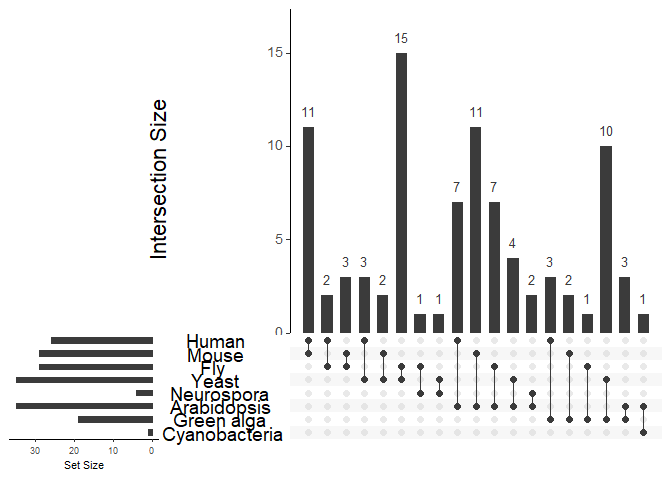 15
11
15
11
10
10
7
7
5
4
3
3
3
3
2
2
2
2
1
1
1
1
0
Intersection Size
Human
Mouse
Fly
Yeast
Neurospora
Arabidopsis
Green alga
Cyanobacteria
30 20 10 0
Set Size